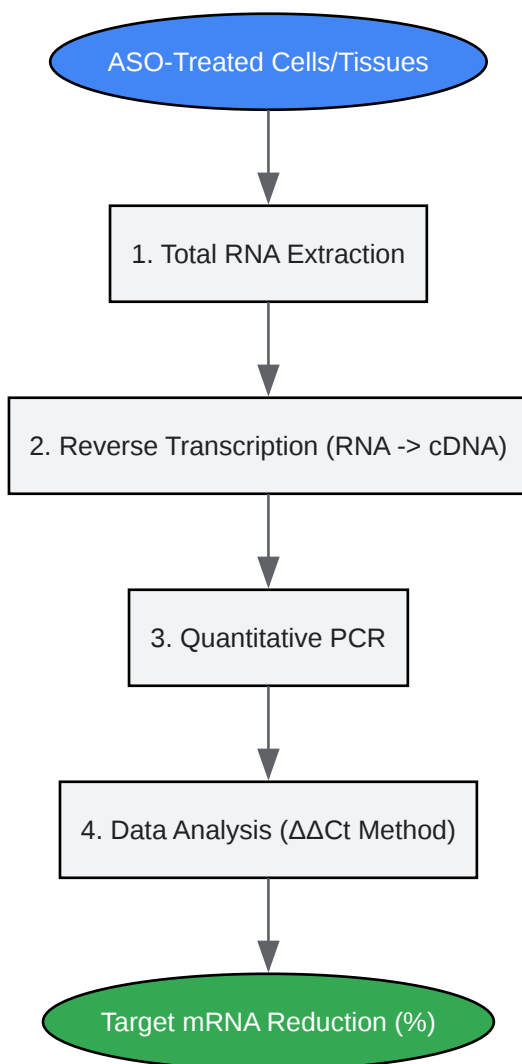 ASO-Treated Cells/Tissues
1. Total RNA Extraction
2. Reverse Transcription (RNA -> cDNA)
3. Quantitative PCR
4. Data Analysis (ΔΔCt Method)
Target mRNA Reduction (%)